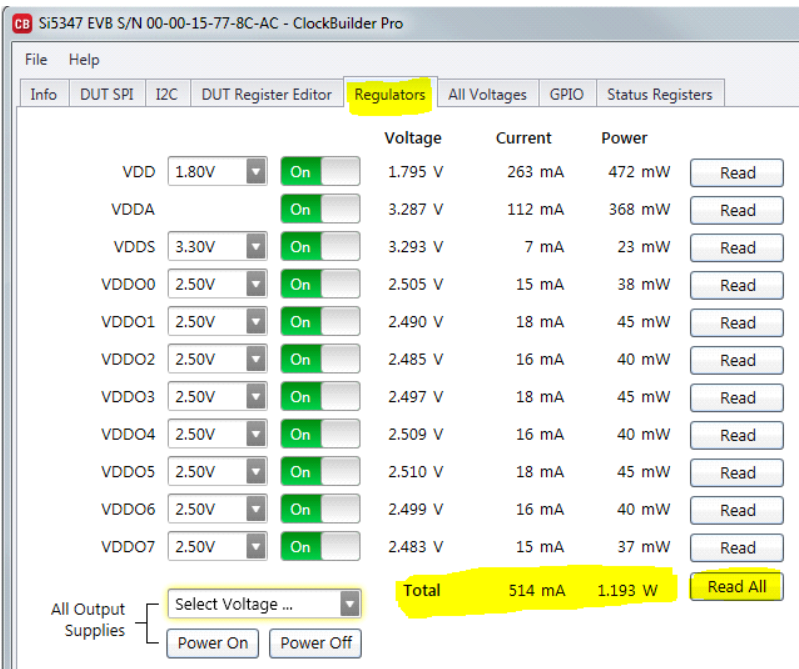 CB Si5347 EVB S/N 00-00-15-77-8C-AC - ClockBuilder Pro
File Help
Info DUT SPI I2C DUT Register Editor Regulators All Voltages GPIO Status Registers
Voltage Current Power
VDD 1.80V On 1.795 V 263 mA 472 mW Read
VDDA On 3.287 V 112 mA 368 mW Read
VDDS 3.30V On 3.293 V 7 mA 23 mW Read
VDDO0 2.50V On 2.505 V 15 mA 38 mW Read
VDDO1 2.50V On 2.490 V 18 mA 45 mW Read
VDDO2 2.50V On 2.485 V 16 mA 40 mW Read
VDDO3 2.50V On 2.497 V 18 mA 45 mW Read
VDDO4 2.50V On 2.509 V 16 mA 40 mW Read
VDDO5 2.50V On 2.510 V 18 mA 45 mW Read
VDDO6 2.50V On 2.499 V 16 mA 40 mW Read
VDDO7 2.50V On 2.483 V 15 mA 37 mW Read
Total 514 mA 1.193 W Read All
All Output Supplies
Select Voltage ...
Power On Power Off